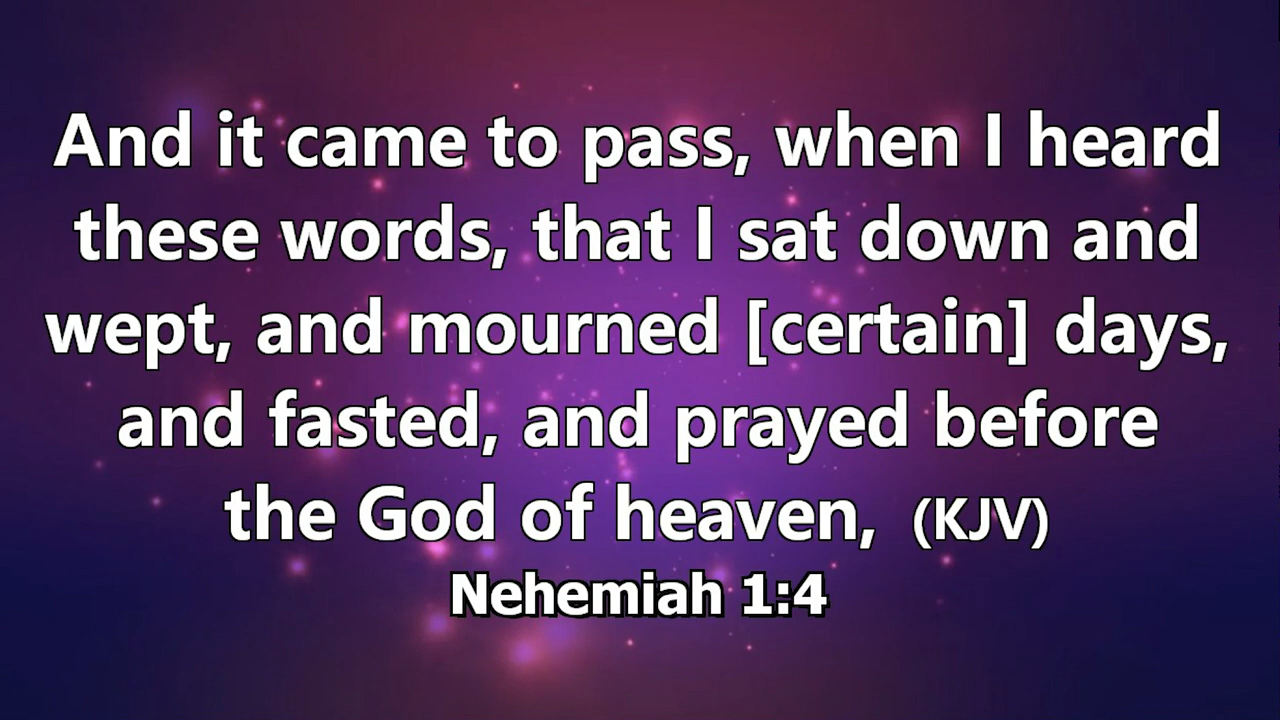 And it came to pass, when I heard
these words, that I sat down and
wept, and mourned [certain] days,
and fasted, and prayed before
the God of heaven, (KJV)
Nehemiah 1:4